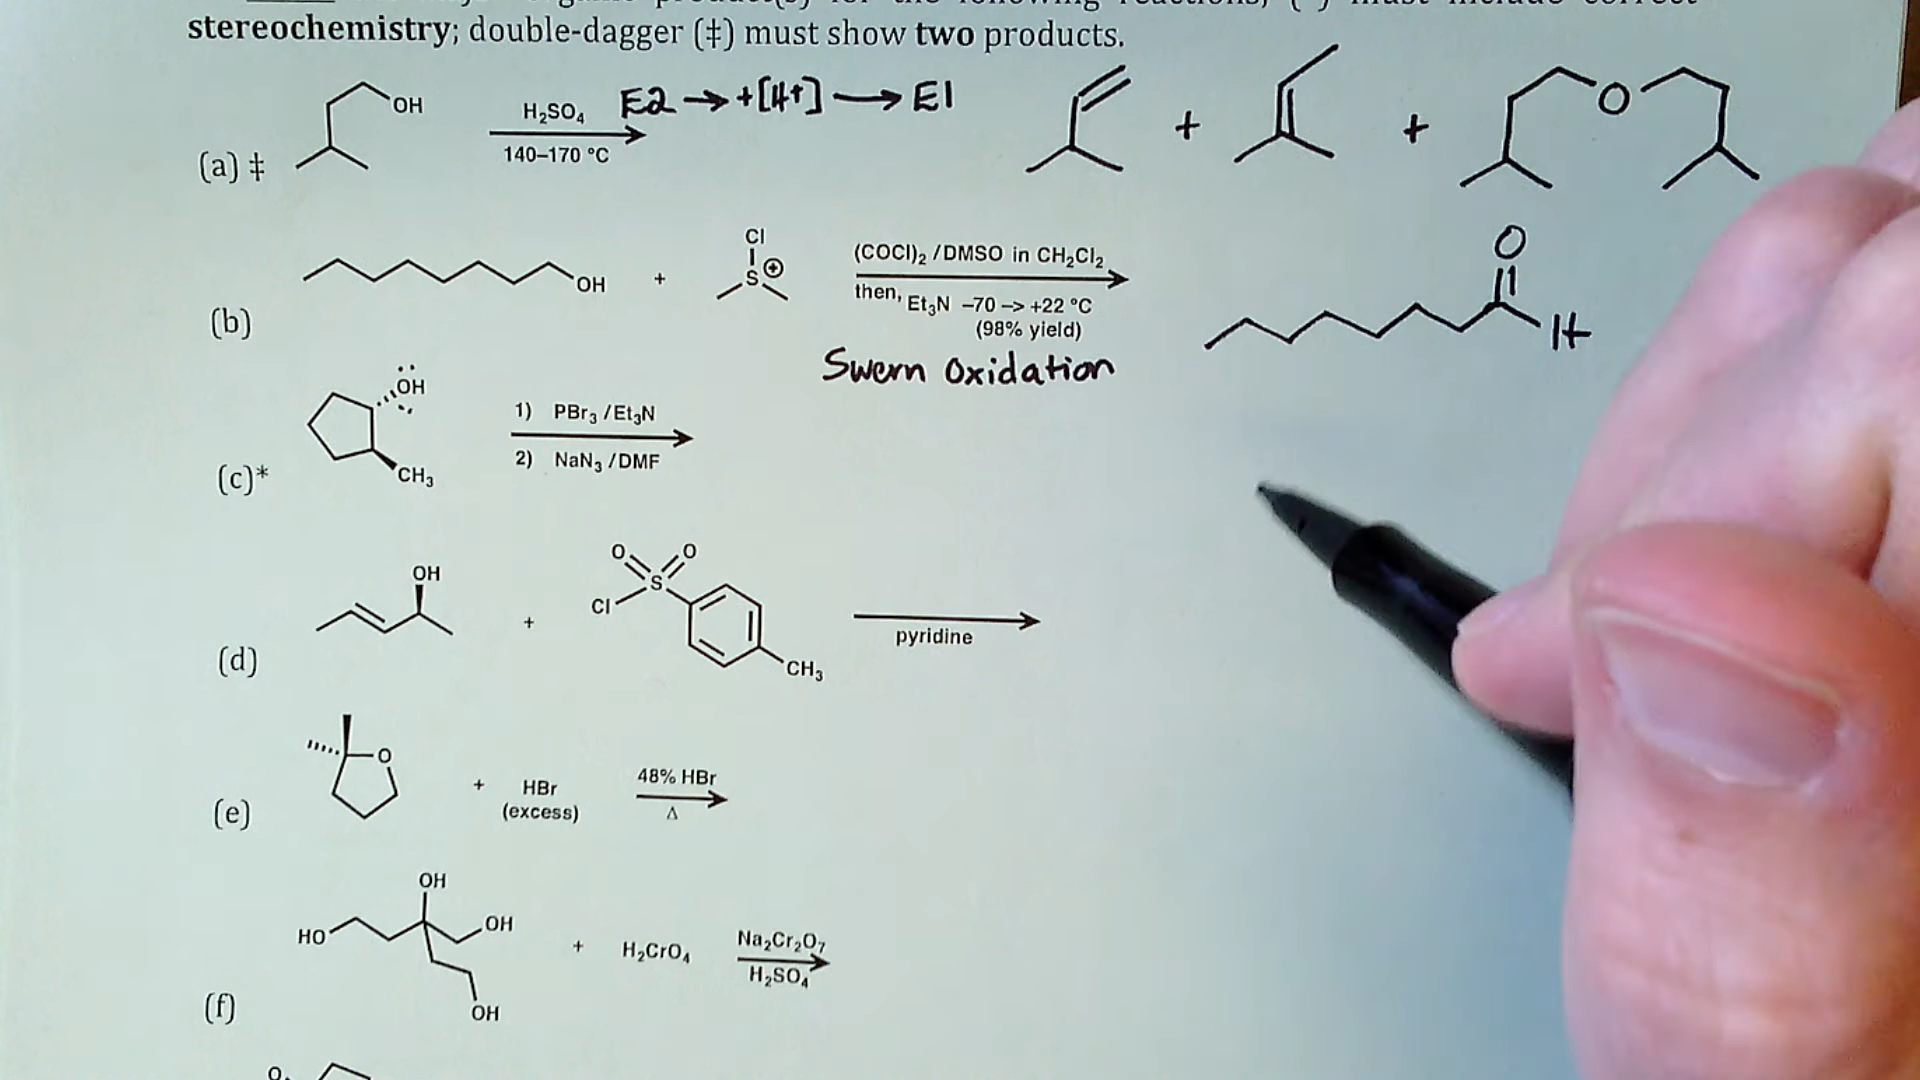 stereochemistry; double-dagger (‡) must show two products.
(a) ‡ OH H₂SO₄ 140–170 °C E2 → +[H⁺] → E1 + + O
(b) OH + Cl S ⊕ (COCl)₂ /DMSO in CH₂Cl₂ then, Et₃N –70 –> +22 °C (98% yield) O H
Swern Oxidation
(c)* OH CH₃ 1) PBr₃ /Et₃N 2) NaN₃ /DMF
(d) OH + O O S Cl CH₃ pyridine
(e) O + HBr (excess) 48% HBr Δ
(f) HO OH OH OH + H₂CrO₄ Na₂Cr₂O₇ H₂SO₄
O